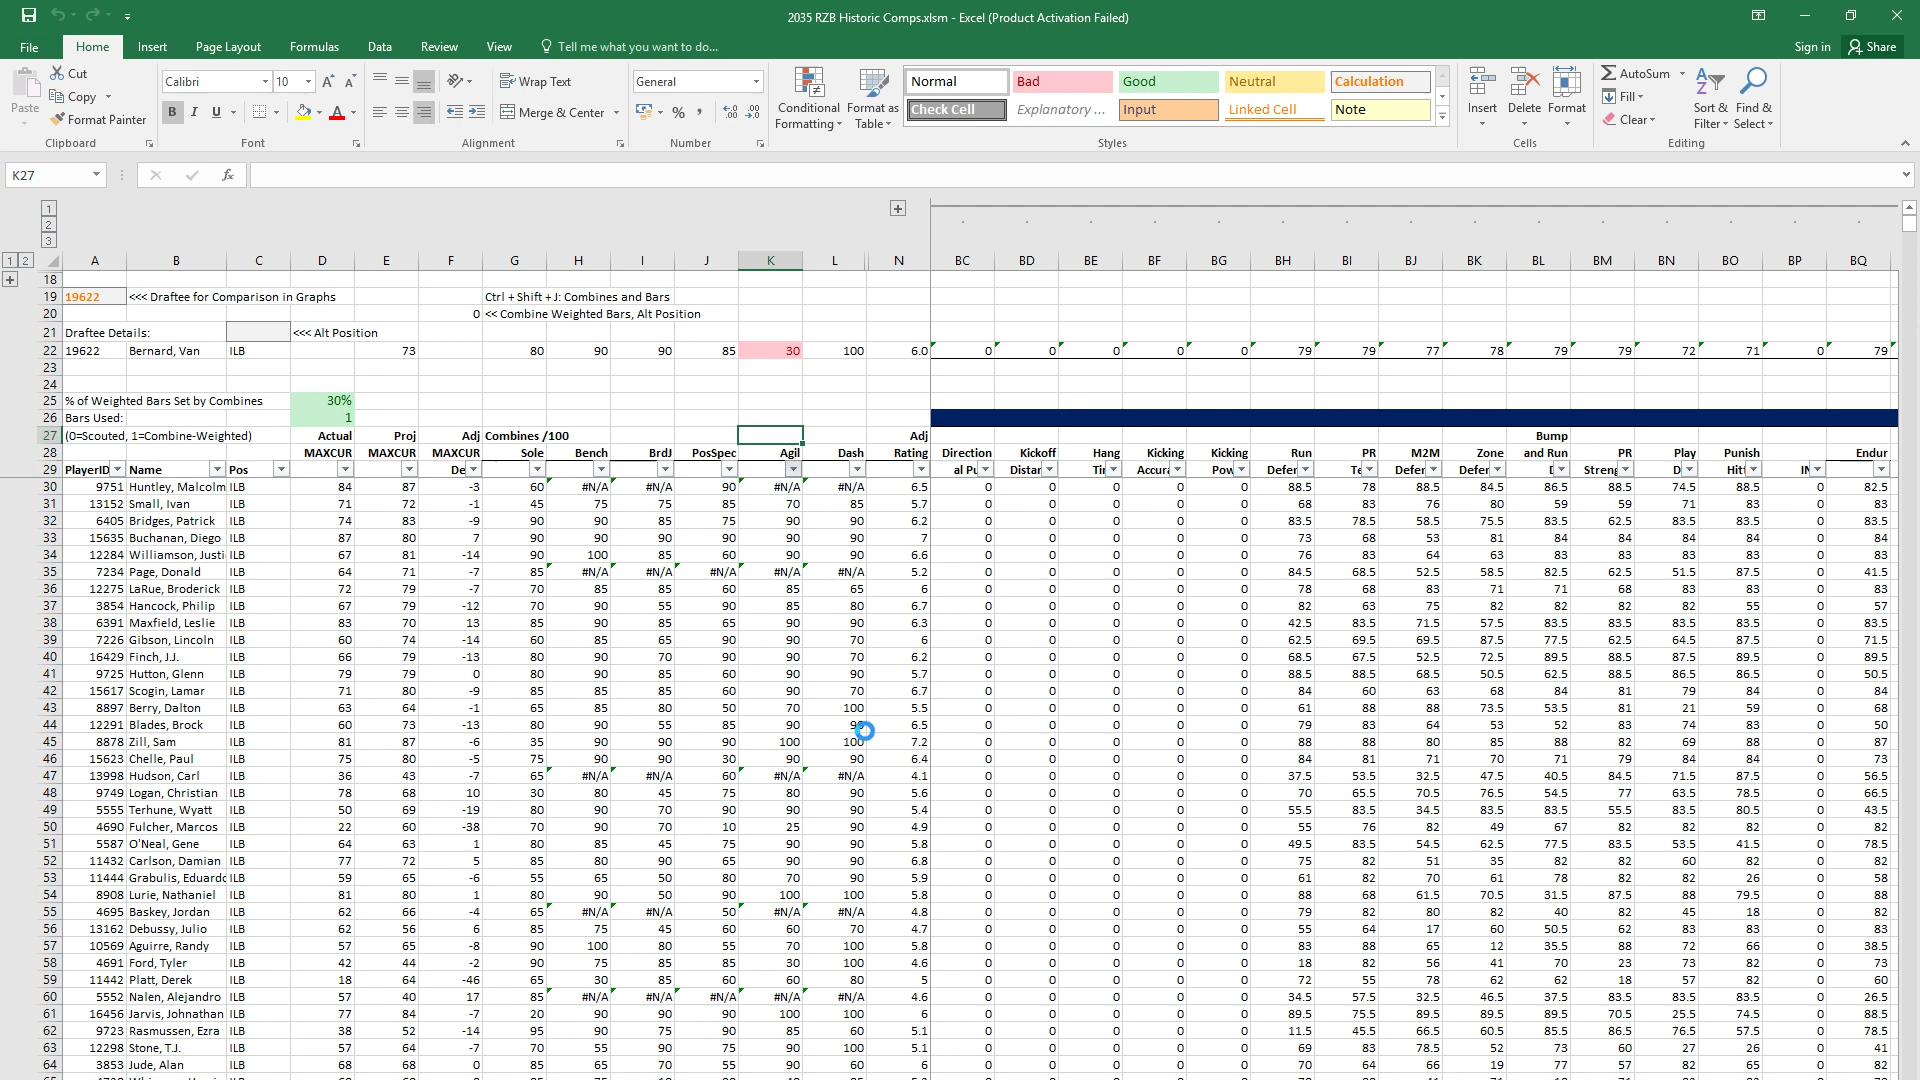 2035 RZB Historic Comps.xlsm - Excel (Product Activation Failed)
File Home Insert Page Layout Formulas Data Review View Tell me what you want to do... Sign in Share
Paste Cut Copy Format Painter
Calibri 10 General
Wrap Text
Merge & Center
Conditional Formatting Format as Table
Normal Bad Good Neutral Calculation
Check Cell Explanatory ... Input Linked Cell Note
Insert Delete Format
AutoSum Fill Clear Sort & Filter Find & Select
Clipboard Font Alignment Number Styles Cells Editing
K27 fx
1
2
3
1 2 A B C D E F G H I J K L N BC BD BE BF BG BH BI BJ BK BL BM BN BO BP BQ
18
19 19622 <<< Draftee for Comparison in Graphs Ctrl + Shift + J: Combines and Bars
20 0 << Combine Weighted Bars, Alt Position
21 Draftee Details: <<< Alt Position
22 19622 Bernard, Van ILB 73 80 90 90 85 30 100 6.0 0 0 0 0 0 79 79 77 78 79 79 72 71 0 79
23
24
25 % of Weighted Bars Set by Combines 30%
26 Bars Used: 1
27 (0=Scouted, 1=Combine-Weighted) Actual Proj Adj Combines /100 Adj Bump
28 MAXCUR MAXCUR MAXCUR Sole Bench BrdJ PosSpec Agil Dash Rating Direction Kickoff Hang Kicking Kicking Run PR M2M Zone and Run PR Play Punish Endur
29 PlayerID Name Pos De al Pu Distan Tin Accura Pow Defer Te Defer Defer D Streng D Hitt IN
30 9751 Huntley, Malcolm ILB 84 87 -3 60 #N/A #N/A 90 #N/A #N/A 6.5 0 0 0 0 0 88.5 78 88.5 84.5 86.5 88.5 74.5 88.5 0 82.5
31 13152 Small, Ivan ILB 71 72 -1 45 75 75 85 70 85 5.7 0 0 0 0 0 68 83 76 80 59 59 71 83 0 83
32 6405 Bridges, Patrick ILB 74 83 -9 90 90 85 75 90 90 6.2 0 0 0 0 0 83.5 78.5 58.5 75.5 83.5 62.5 83.5 83.5 0 83.5
33 15635 Buchanan, Diego ILB 87 80 7 90 90 90 90 90 90 7 0 0 0 0 0 73 68 53 81 84 84 84 84 0 84
34 12284 Williamson, Justi ILB 67 81 -14 90 100 85 60 90 90 6.6 0 0 0 0 0 76 83 64 63 83 83 83 83 0 83
35 7234 Page, Donald ILB 64 71 -7 85 #N/A #N/A #N/A #N/A #N/A 5.2 0 0 0 0 0 84.5 68.5 52.5 58.5 82.5 62.5 51.5 87.5 0 41.5
36 12275 LaRue, Broderick ILB 72 79 -7 70 85 85 60 85 65 6 0 0 0 0 0 78 68 83 71 71 68 83 83 0 83
37 3854 Hancock, Philip ILB 67 79 -12 70 90 55 90 85 80 6.7 0 0 0 0 0 82 63 75 82 82 82 82 55 0 57
38 6391 Maxfield, Leslie ILB 83 70 13 85 90 85 65 90 90 6.3 0 0 0 0 0 42.5 83.5 71.5 57.5 83.5 83.5 83.5 83.5 0 83.5
39 7226 Gibson, Lincoln ILB 60 74 -14 60 85 65 90 90 70 6 0 0 0 0 0 62.5 69.5 69.5 87.5 77.5 62.5 64.5 87.5 0 71.5
40 16429 Finch, J.J. ILB 66 79 -13 80 90 70 90 90 70 6.2 0 0 0 0 0 68.5 67.5 52.5 72.5 89.5 88.5 87.5 89.5 0 89.5
41 9725 Hutton, Glenn ILB 79 79 0 80 90 85 60 90 90 5.7 0 0 0 0 0 88.5 88.5 68.5 50.5 62.5 88.5 86.5 86.5 0 50.5
42 15617 Scogin, Lamar ILB 71 80 -9 85 85 85 60 90 70 6.7 0 0 0 0 0 84 60 63 68 84 81 79 84 0 84
43 8897 Berry, Dalton ILB 63 64 -1 65 85 80 50 70 100 5.5 0 0 0 0 0 61 88 88 73.5 53.5 81 21 59 0 68
44 12291 Blades, Brock ILB 60 73 -13 80 90 55 85 90 6.5 0 0 0 0 0 79 83 64 53 52 83 74 83 0 50
45 8878 Zill, Sam ILB 81 87 -6 35 90 90 90 100 100 7.2 0 0 0 0 0 88 88 80 85 88 82 69 88 0 87
46 15623 Chelle, Paul ILB 75 80 -5 75 90 90 30 90 90 6.4 0 0 0 0 0 84 81 71 70 71 79 84 84 0 73
47 13998 Hudson, Carl ILB 36 43 -7 65 #N/A #N/A 60 #N/A #N/A 4.1 0 0 0 0 0 37.5 53.5 32.5 47.5 40.5 84.5 71.5 87.5 0 56.5
48 9749 Logan, Christian ILB 78 68 10 30 80 45 75 80 90 5.6 0 0 0 0 0 70 65.5 70.5 76.5 54.5 77 63.5 78.5 0 66.5
49 5555 Terhune, Wyatt ILB 50 69 -19 80 90 70 90 90 90 5.4 0 0 0 0 0 55.5 83.5 34.5 83.5 83.5 55.5 83.5 80.5 0 43.5
50 4690 Fulcher, Marcos ILB 22 60 -38 70 90 70 10 25 90 4.9 0 0 0 0 0 55 76 82 49 67 82 82 82 0 82
51 5587 O'Neal, Gene ILB 64 63 1 80 85 45 75 90 90 5.8 0 0 0 0 0 49.5 83.5 54.5 62.5 77.5 83.5 53.5 41.5 0 78.5
52 11432 Carlson, Damian ILB 77 72 5 85 80 90 65 90 90 6.8 0 0 0 0 0 75 82 51 35 82 82 60 82 0 82
53 11444 Grabulis, Eduardo ILB 59 65 -6 55 65 50 80 70 90 5.9 0 0 0 0 0 61 82 70 61 78 82 82 26 0 58
54 8908 Lurie, Nathaniel ILB 81 80 1 80 90 50 90 100 100 5.8 0 0 0 0 0 88 68 61.5 70.5 31.5 87.5 88 79.5 0 88
55 4695 Baskey, Jordan ILB 62 66 -4 65 #N/A #N/A 50 #N/A #N/A 4.8 0 0 0 0 0 79 82 80 82 40 82 45 18 0 82
56 13162 Debussy, Julio ILB 62 56 6 85 75 45 60 60 70 4.7 0 0 0 0 0 55 64 17 60 50.5 62 83 83 0 83
57 10569 Aguirre, Randy ILB 57 65 -8 90 100 80 55 70 100 5.8 0 0 0 0 0 83 88 65 12 35.5 88 72 66 0 38.5
58 4691 Ford, Tyler ILB 42 44 -2 90 75 85 85 30 100 4.6 0 0 0 0 0 18 82 56 41 70 23 73 82 0 73
59 11442 Platt, Derek ILB 18 64 -46 65 30 85 60 60 80 5 0 0 0 0 0 72 55 78 62 62 18 57 82 0 60
60 5552 Nalen, Alejandro ILB 57 40 17 85 #N/A #N/A #N/A #N/A #N/A 4.6 0 0 0 0 0 34.5 57.5 32.5 46.5 37.5 83.5 83.5 83.5 0 26.5
61 16456 Jarvis, Johnathan ILB 77 84 -7 20 90 90 90 100 100 6 0 0 0 0 0 89.5 75.5 89.5 89.5 89.5 70.5 25.5 74.5 0 88.5
62 9723 Rasmussen, Ezra ILB 38 52 -14 95 90 75 90 85 60 5.1 0 0 0 0 0 11.5 45.5 66.5 60.5 85.5 86.5 76.5 57.5 0 78.5
63 12298 Stone, T.J. ILB 57 64 -7 70 55 90 75 90 100 5.1 0 0 0 0 0 69 83 78.5 52 73 60 27 26 0 41
64 3853 Jude, Alan ILB 68 68 0 85 65 70 55 90 60 6 0 0 0 0 0 70 64 66 19 77 57 82 65 0 82